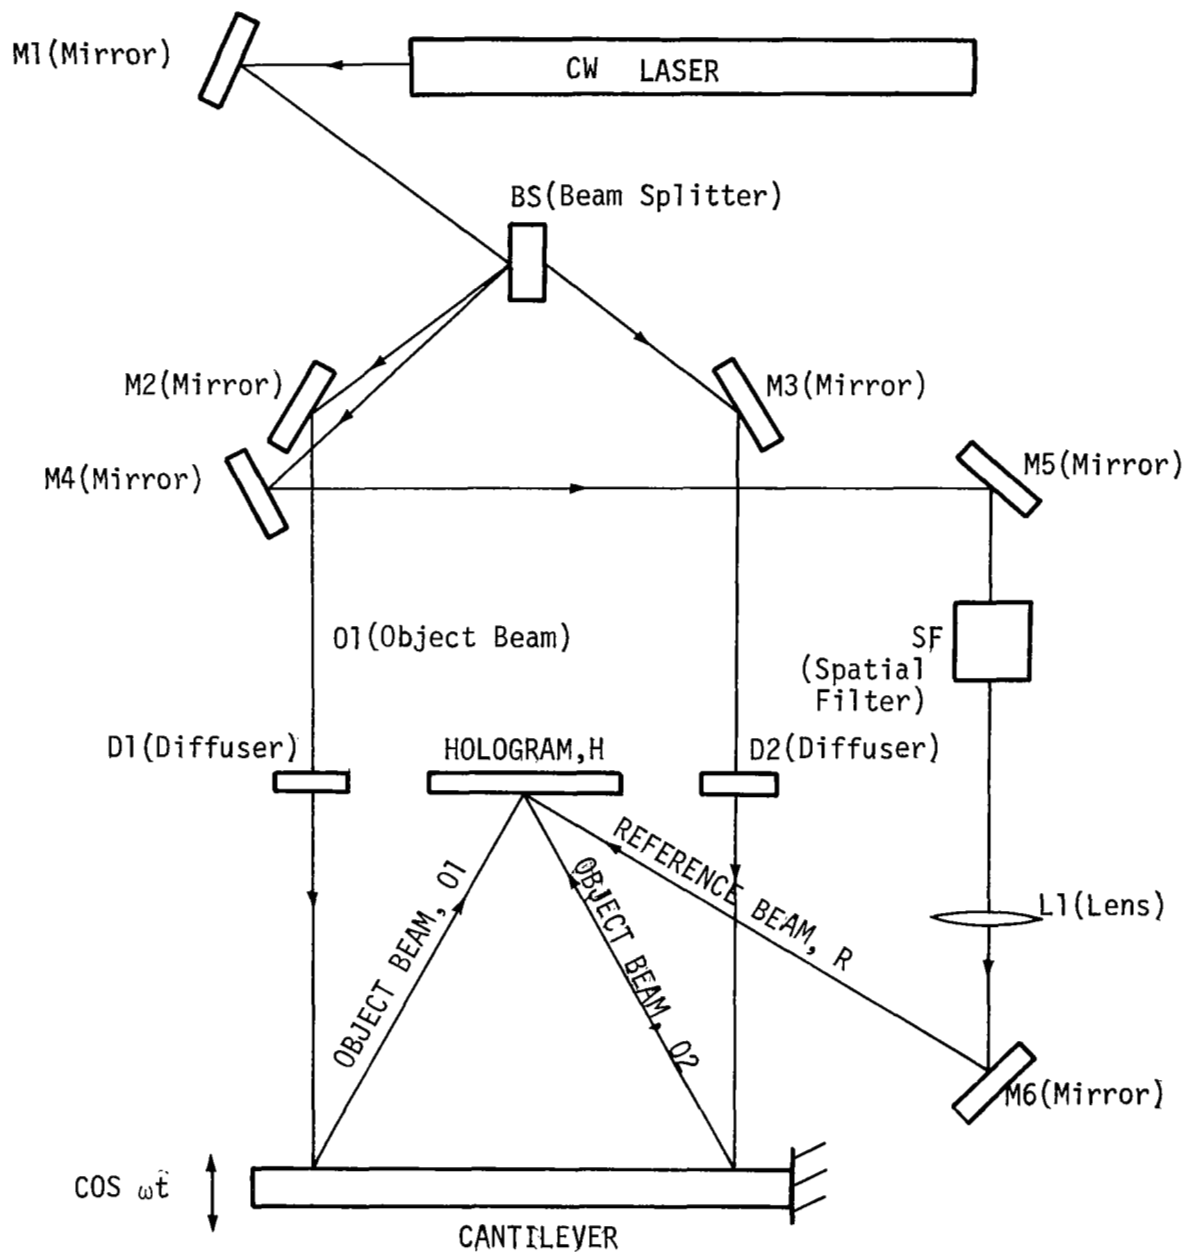 M1(Mirror)
CW LASER
BS(Beam Splitter)
M2(Mirror)
M3(Mirror)
M4(Mirror)
M5(Mirror)
O1(Object Beam)
SF
(Spatial
Filter)
D1(Diffuser)
HOLOGRAM,H
D2(Diffuser)
REFERENCE BEAM, R
OBJECT BEAM, O1
OBJECT BEAM, O2
L1(Lens)
M6(Mirror)
COS ωt
CANTILEVER